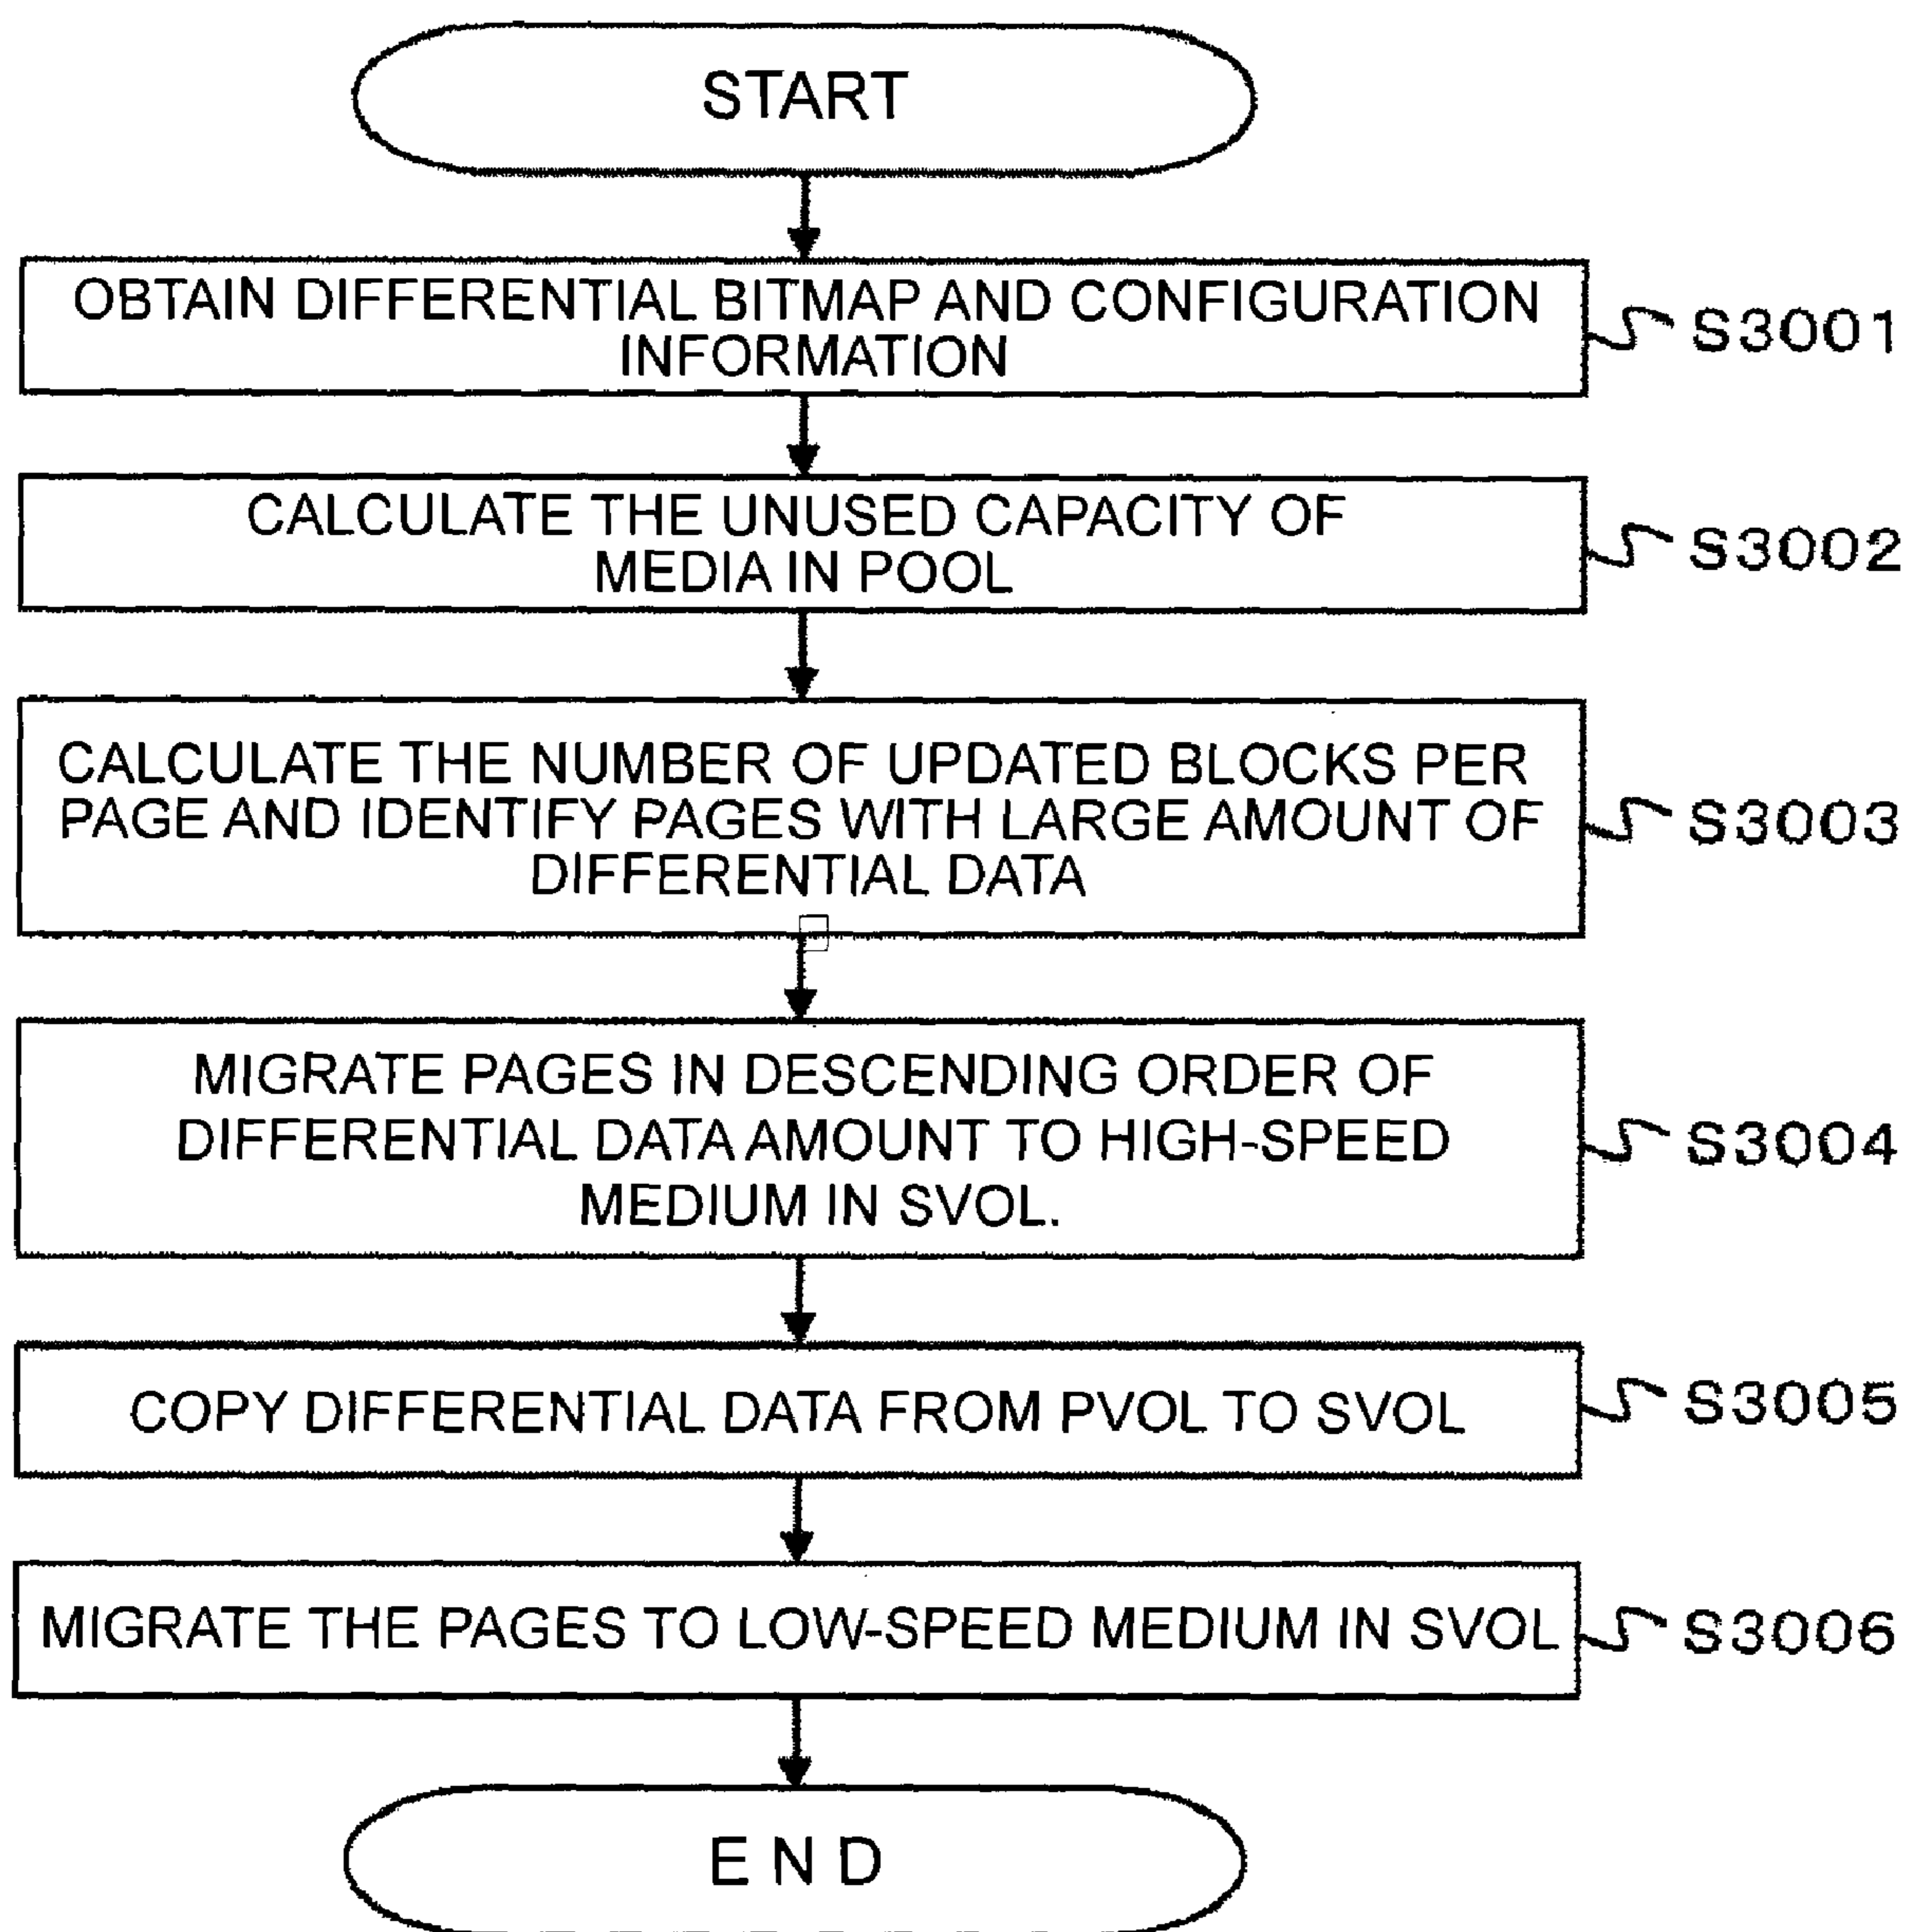 START
OBTAIN DIFFERENTIAL BITMAP AND CONFIGURATION
INFORMATION
S3001
CALCULATE THE UNUSED CAPACITY OF
MEDIA IN POOL
S3002
CALCULATE THE NUMBER OF UPDATED BLOCKS PER
PAGE AND IDENTIFY PAGES WITH LARGE AMOUNT OF
DIFFERENTIAL DATA
S3003
MIGRATE PAGES IN DESCENDING ORDER OF
DIFFERENTIAL DATA AMOUNT TO HIGH-SPEED
MEDIUM IN SVOL.
S3004
COPY DIFFERENTIAL DATA FROM PVOL TO SVOL
S3005
MIGRATE THE PAGES TO LOW-SPEED MEDIUM IN SVOL
S3006
END